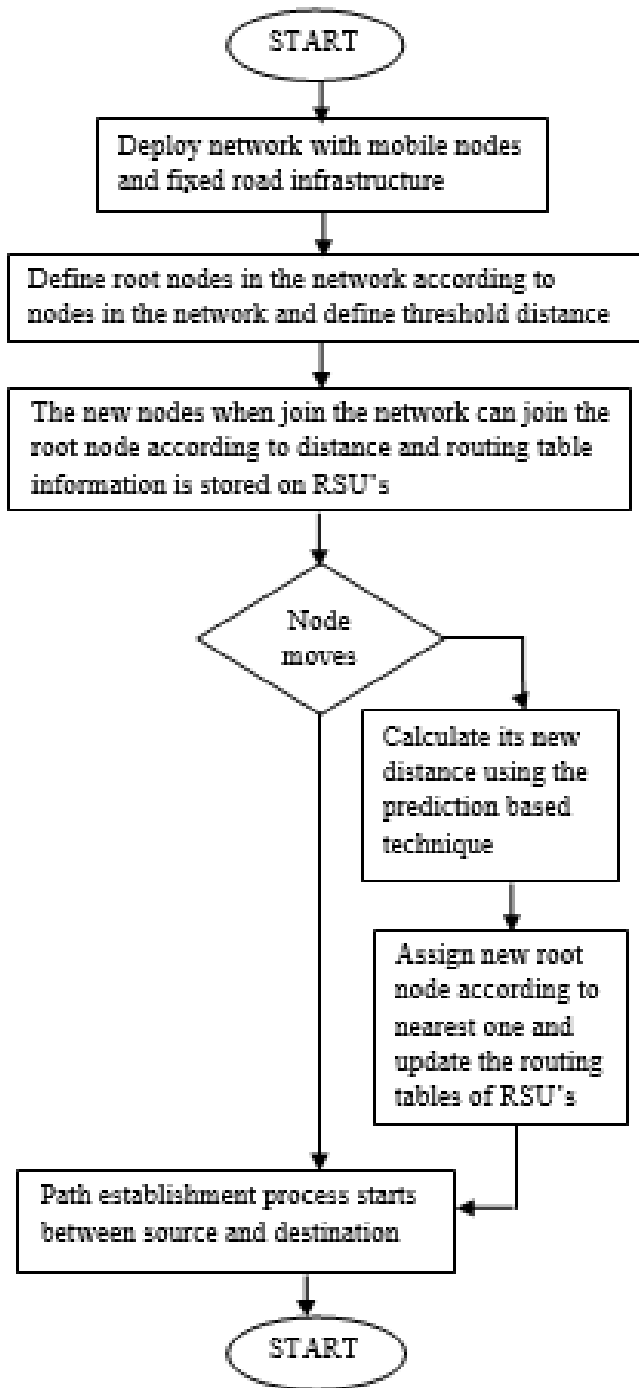 START
Deploy network with mobile nodes
and fixed road infrastructure
Define root nodes in the network according to
nodes in the network and define threshold distance
The new nodes when join the network can join the
root node according to distance and routing table
information is stored on RSU's
Node
moves
Calculate its new
distance using the
prediction based
technique
Assign new root
node according to
nearest one and
update the routing
tables of RSU's
Path establishment process starts
between source and destination
START